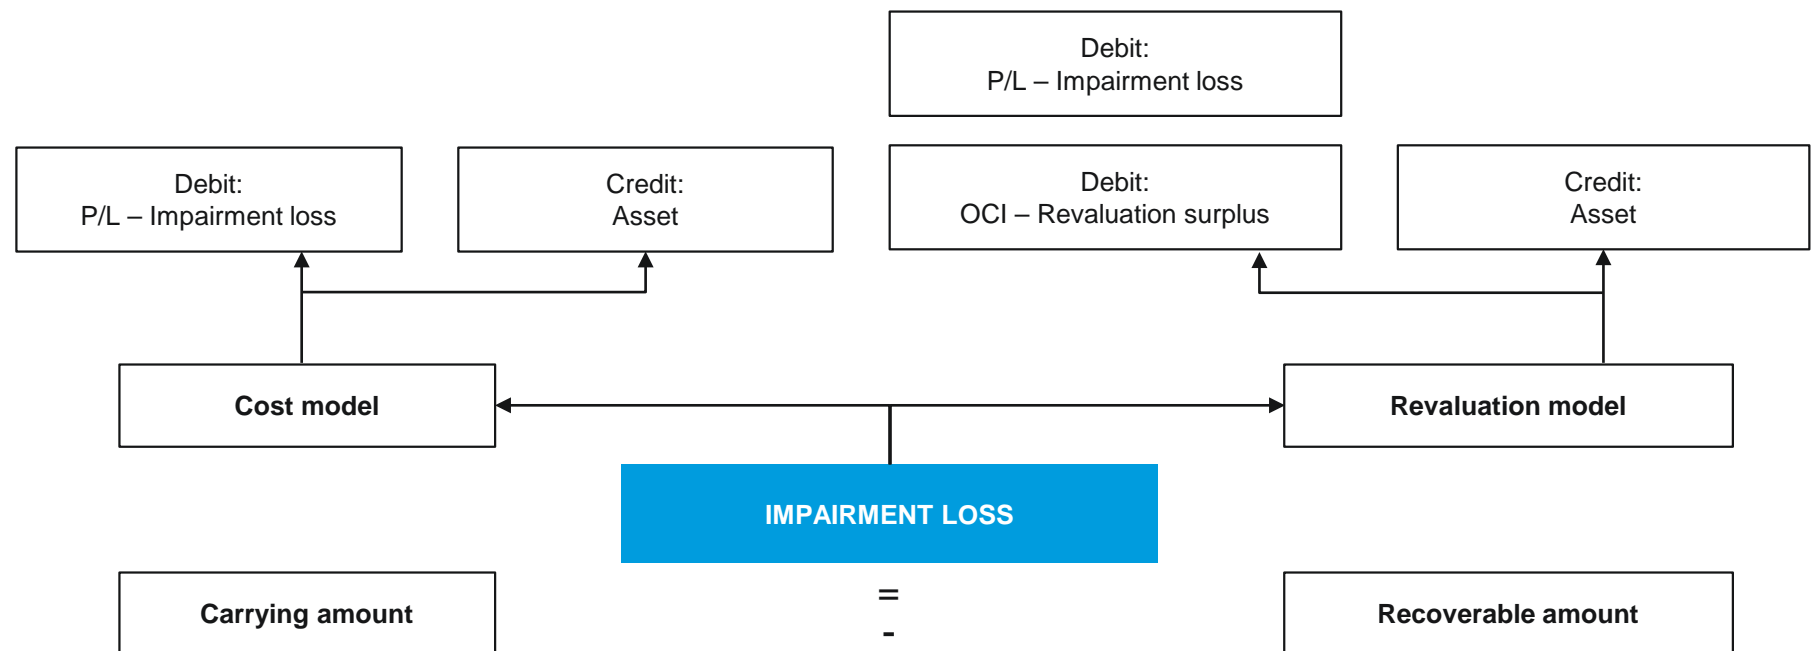 Debit:
P/L – Impairment loss
Debit:
P/L – Impairment loss
Credit:
Asset
Debit:
OCI – Revaluation surplus
Credit:
Asset
Cost model
Revaluation model
IMPAIRMENT LOSS
Carrying amount
=
-
Recoverable amount